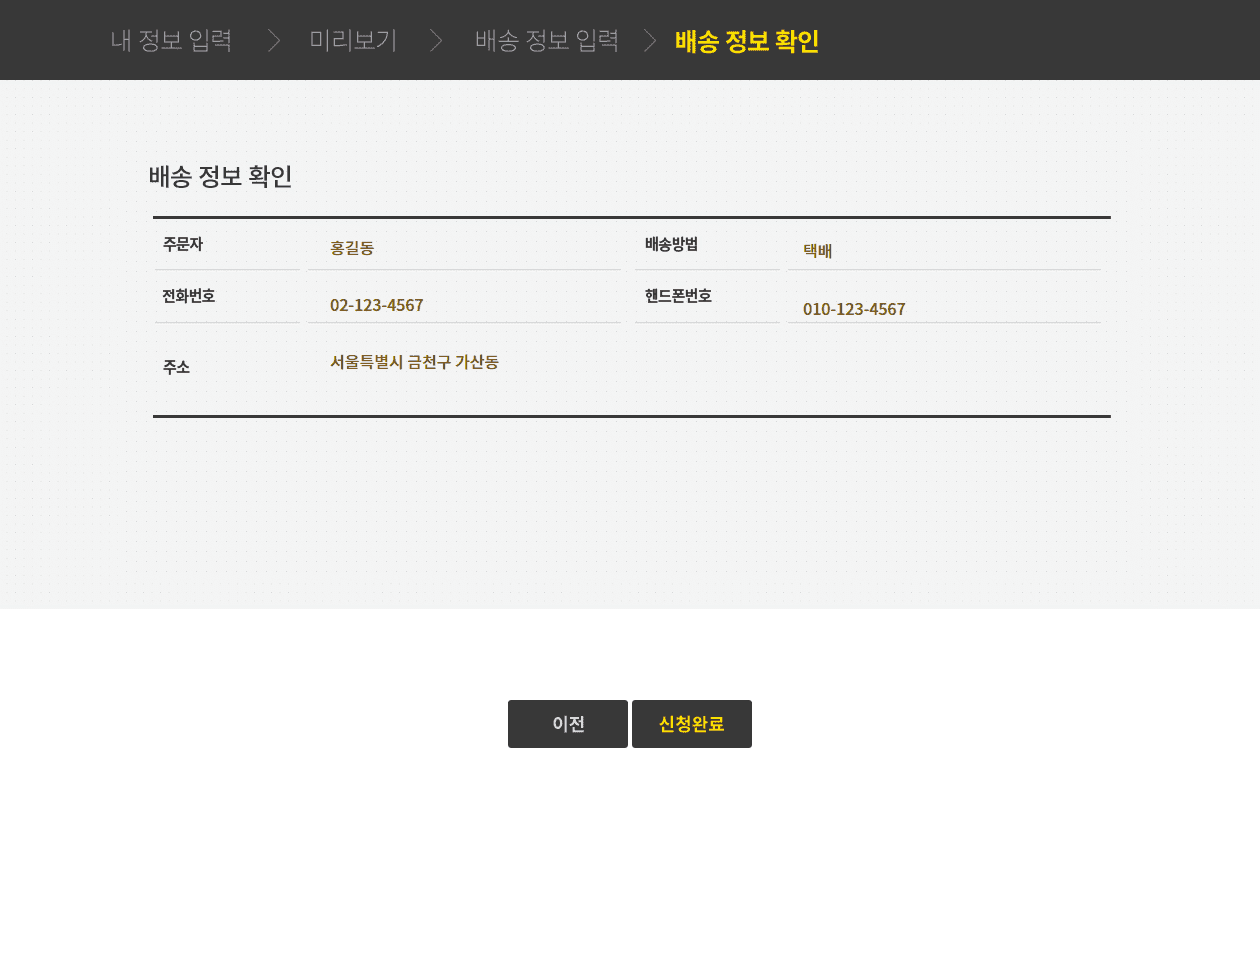 내 정보 입력 > 미리보기 > 배송 정보 입력 > 배송 정보 확인
배송 정보 확인
주문자 홍길동 배송방법 택배
전화번호 02-123-4567 핸드폰번호 010-123-4567
주소 서울특별시 금천구 가산동
이전 신청완료